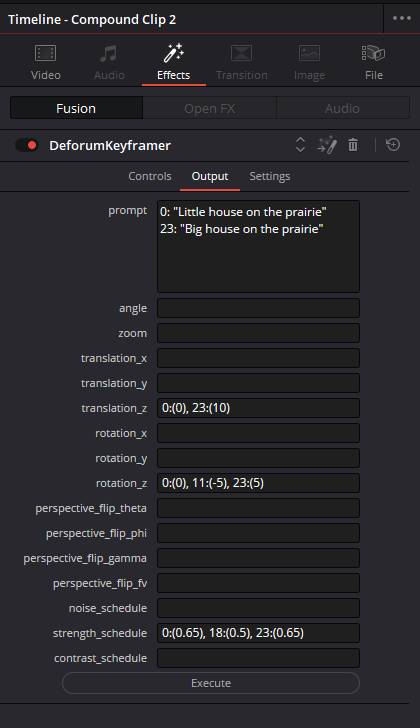 Timeline - Compound Clip 2
Video Audio Effects Transition Image File
Fusion Open FX Audio
DeforumKeyframer
Controls Output Settings
prompt 0: "Little house on the prairie"
23: "Big house on the prairie"
angle
zoom
translation_x
translation_y
translation_z 0:(0), 23:(10)
rotation_x
rotation_y
rotation_z 0:(0), 11:(-5), 23:(5)
perspective_flip_theta
perspective_flip_phi
perspective_flip_gamma
perspective_flip_fv
noise_schedule
strength_schedule 0:(0.65), 18:(0.5), 23:(0.65)
contrast_schedule
Execute